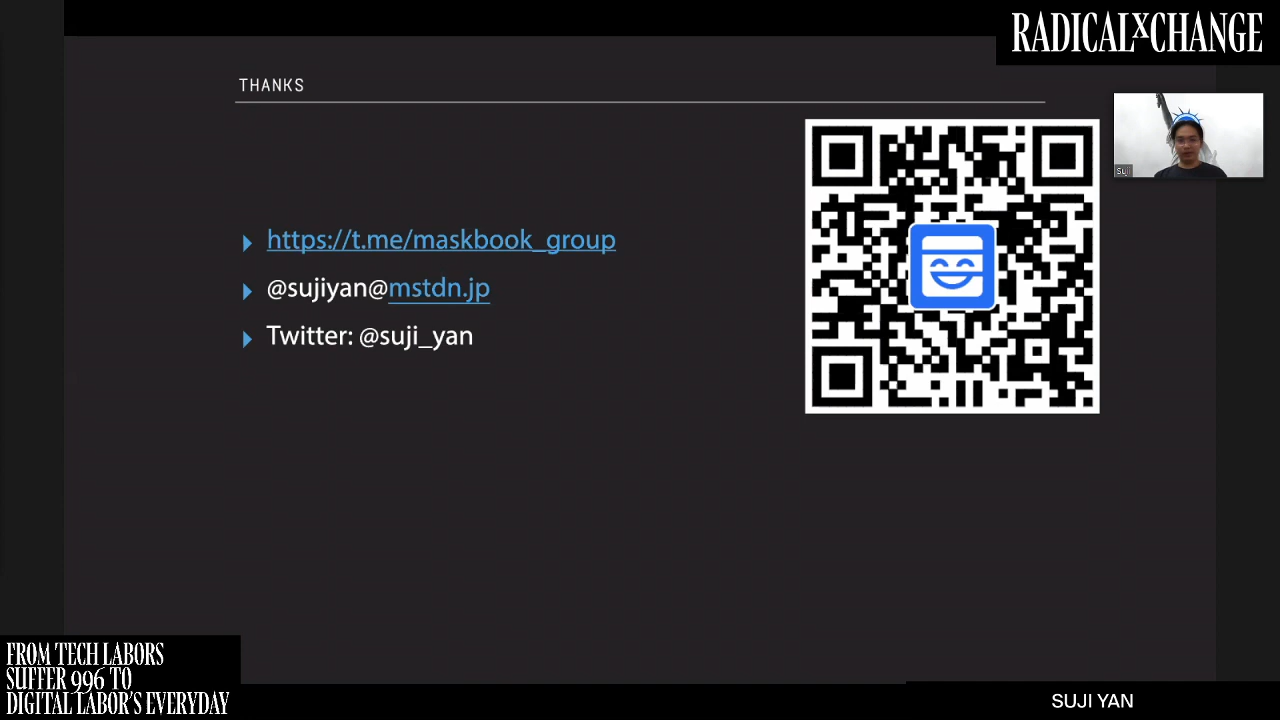 RADICALXCHANGE
THANKS
Suji
https://t.me/maskbook_group
@sujiyan@mstdn.jp
Twitter: @suji_yan
FROM TECH LABORS
SUFFER 996 TO
DIGITAL LABOR'S EVERYDAY
SUJI YAN